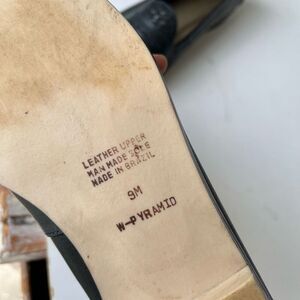 LEATHER UPPER
MAN MADE SOLE
MADE IN BRAZIL
9M
W-PYRAMID